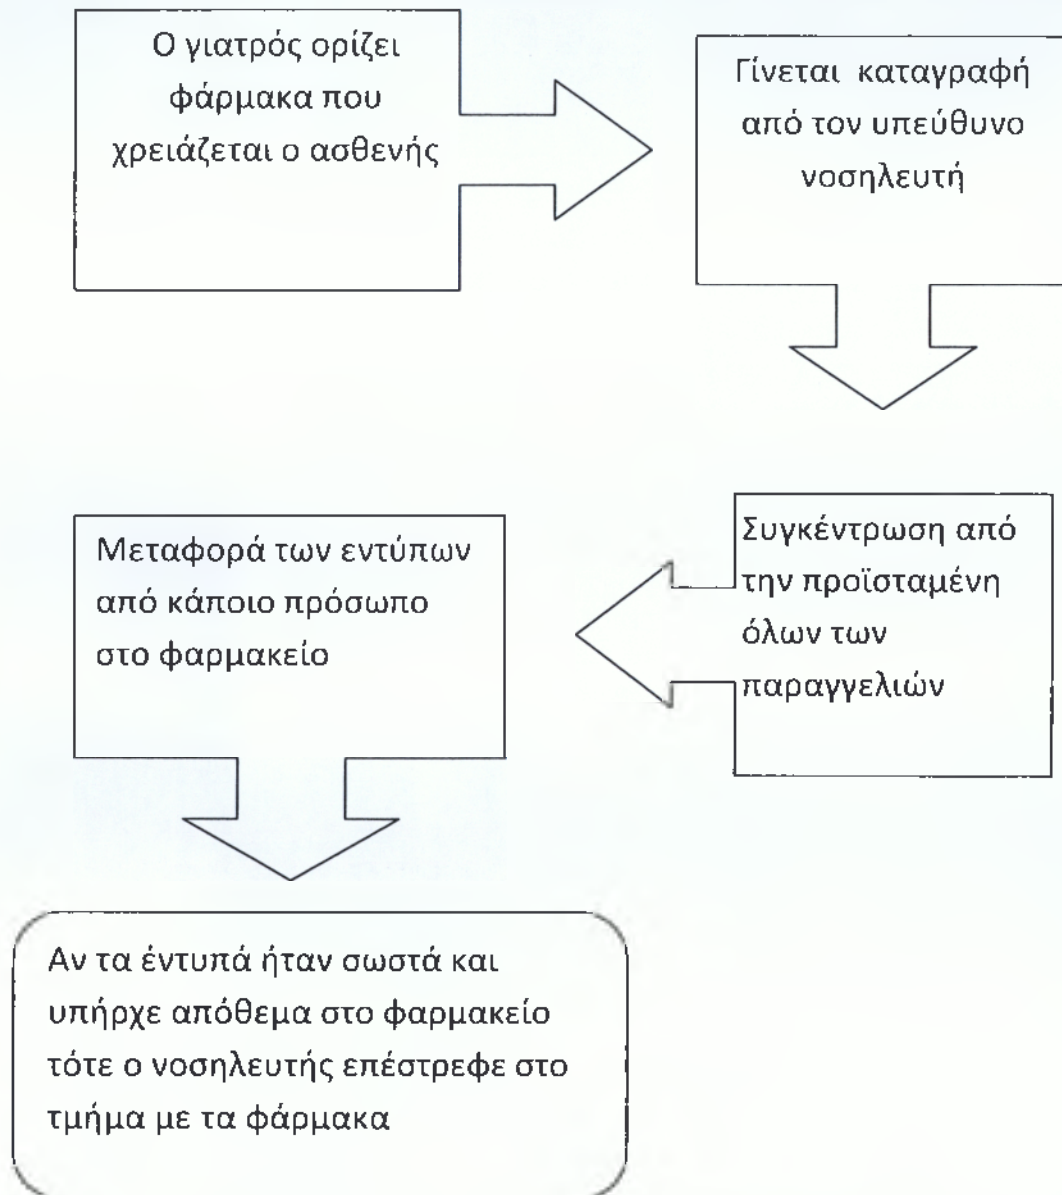 Ο γιατρός ορίζει
φάρμακα που
χρειάζεται ο ασθενής
Γίνεται καταγραφή
από τον υπεύθυνο
νοσηλευτή
Συγκέντρωση από
την προϊσταμένη
όλων των
παραγγελιών
Μεταφορά των εντύπων
από κάποιο πρόσωπο
στο φαρμακείο
Αν τα έντυπά ήταν σωστά και
υπήρχε απόθεμα στο φαρμακείο
τότε ο νοσηλευτής επέστρεφε στο
τμήμα με τα φάρμακα